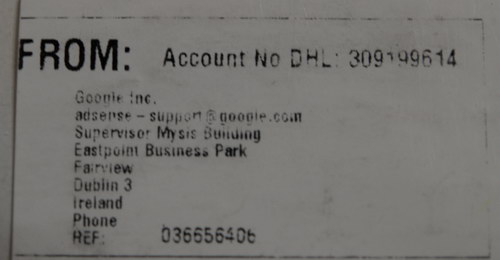 FROM: Account No DHL: 309199614
Google Inc.
adsense - support@google.com
Supervisor Mysis Building
Eastpoint Business Park
Fairview
Dublin 3
Ireland
Phone
REF: 036656406